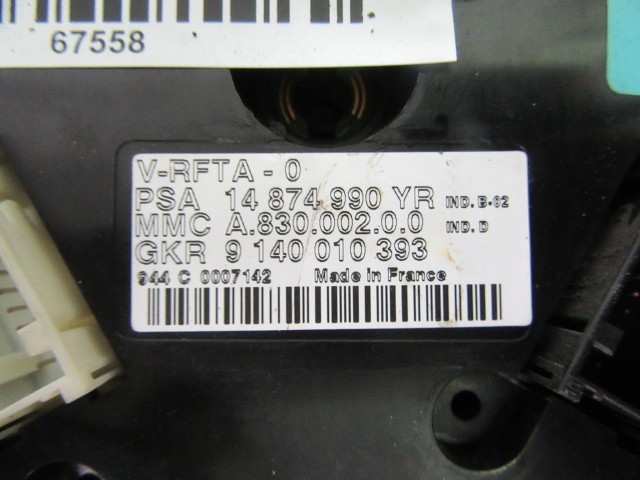 67558
V-RFTA - 0
PSA 14 874 990 YR IND. B-02
MMC A.830.002.0.0 IND. D
GKR 9 140 010 393
944 C 0007142 Made in France